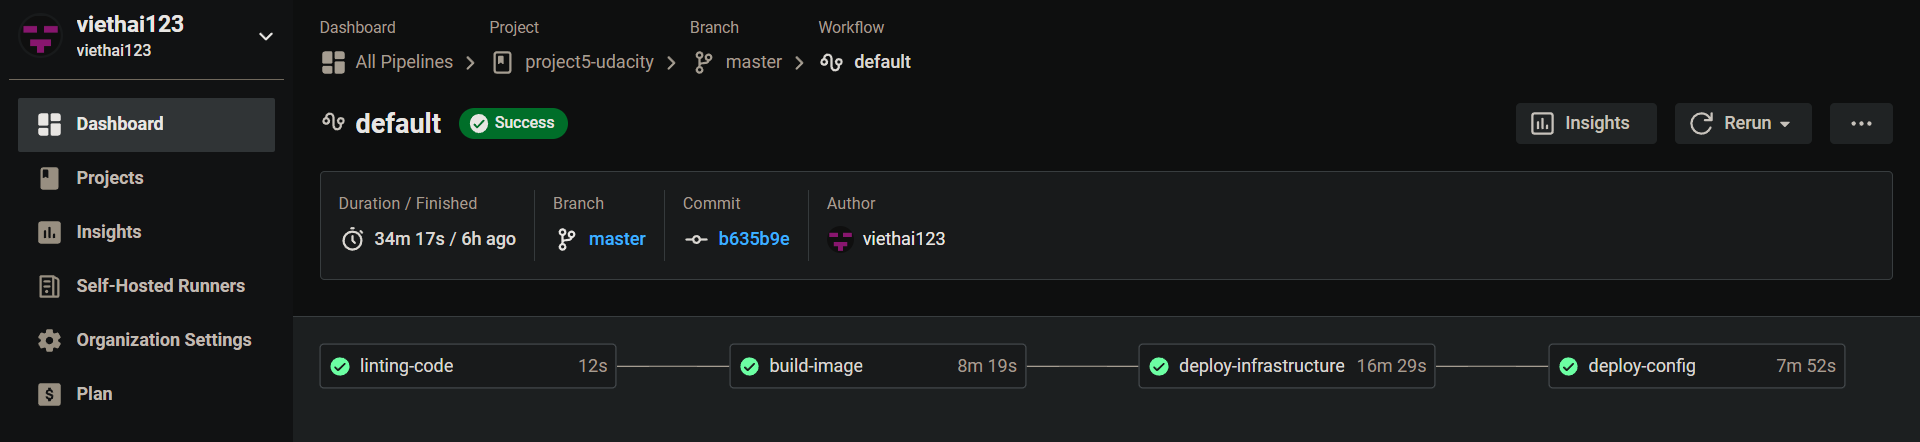 viethai123
viethai123
Dashboard
Projects
Insights
Self-Hosted Runners
Organization Settings
Plan
Dashboard Project Branch Workflow
All Pipelines project5-udacity master default
default Success Insights Rerun
Duration / Finished Branch Commit Author
34m 17s / 6h ago master b635b9e viethai123
linting-code 12s build-image 8m 19s deploy-infrastructure 16m 29s deploy-config 7m 52s